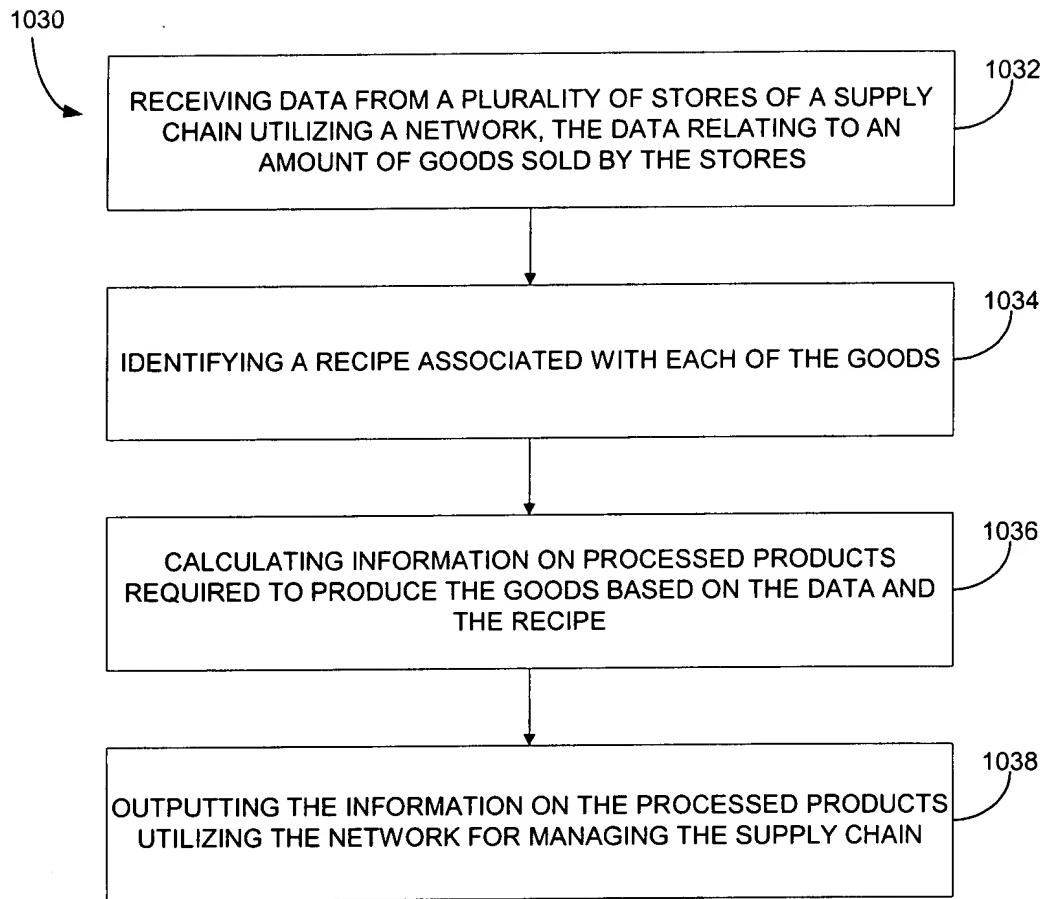 1030
1032
RECEIVING DATA FROM A PLURALITY OF STORES OF A SUPPLY
CHAIN UTILIZING A NETWORK, THE DATA RELATING TO AN
AMOUNT OF GOODS SOLD BY THE STORES
1034
IDENTIFYING A RECIPE ASSOCIATED WITH EACH OF THE GOODS
1036
CALCULATING INFORMATION ON PROCESSED PRODUCTS
REQUIRED TO PRODUCE THE GOODS BASED ON THE DATA AND
THE RECIPE
1038
OUTPUTTING THE INFORMATION ON THE PROCESSED PRODUCTS
UTILIZING THE NETWORK FOR MANAGING THE SUPPLY CHAIN